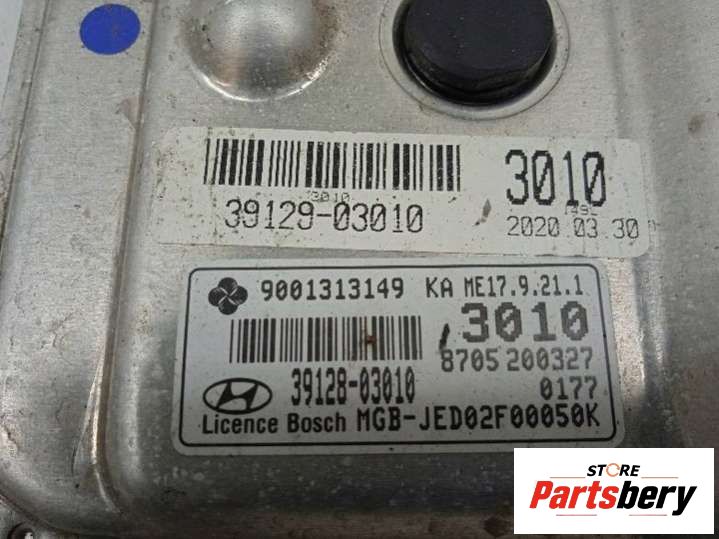 3010
3010
39129-03010
149L
2020.03.30
9001313149 KA ME17.9.21.1
3010
8705 200327
39128-03010
0177
Licence Bosch MGB-JED02F00050K
STORE
Partsbery